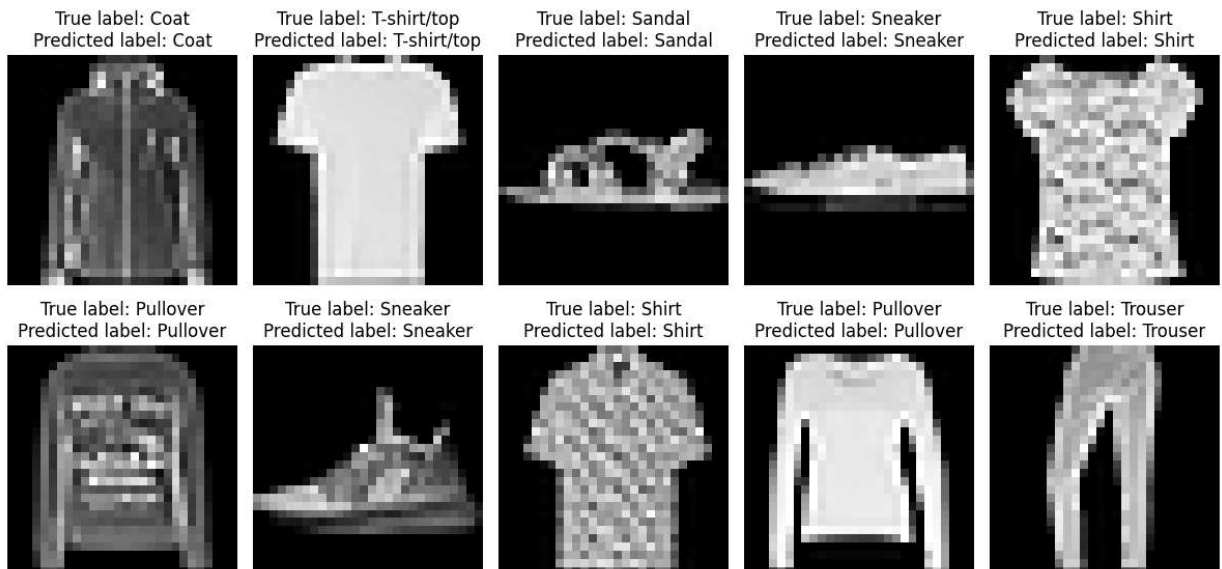 True label: Coat
Predicted label: Coat
True label: T-shirt/top
Predicted label: T-shirt/top
True label: Sandal
Predicted label: Sandal
True label: Sneaker
Predicted label: Sneaker
True label: Shirt
Predicted label: Shirt
True label: Pullover
Predicted label: Pullover
True label: Sneaker
Predicted label: Sneaker
True label: Shirt
Predicted label: Shirt
True label: Pullover
Predicted label: Pullover
True label: Trouser
Predicted label: Trouser